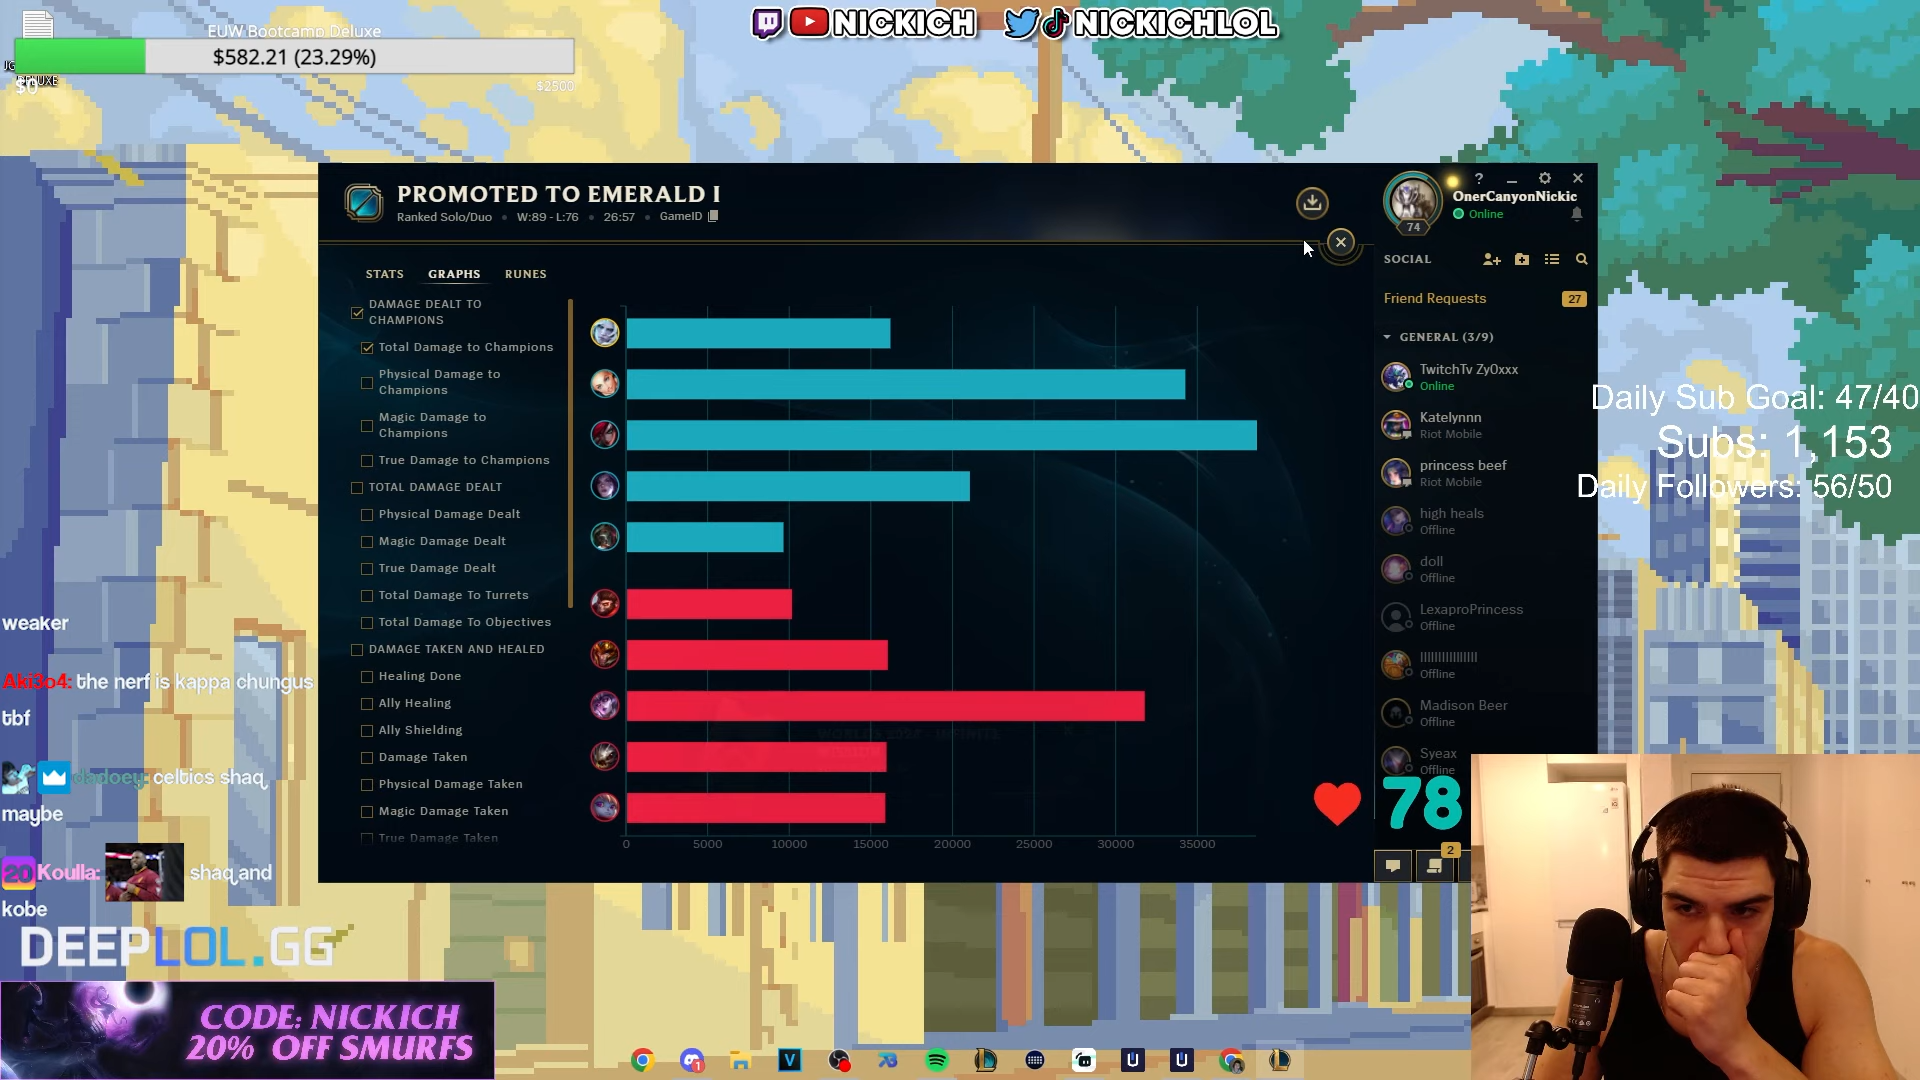 NICKICH
NICKICHLOL
EUW Bootcamp Deluxe
$582.21 (23.29%)
$0
$2500
PROMOTED TO EMERALD I
Ranked Solo/Duo • W:89 - L:76 • 26:57 • GameID
OnerCanyonNickic
Online
74
STATS
GRAPHS
RUNES
DAMAGE DEALT TO
CHAMPIONS
Total Damage to Champions
Physical Damage to
Champions
Magic Damage to
Champions
True Damage to Champions
TOTAL DAMAGE DEALT
Physical Damage Dealt
Magic Damage Dealt
True Damage Dealt
Total Damage To Turrets
Total Damage To Objectives
DAMAGE TAKEN AND HEALED
Healing Done
Ally Healing
Ally Shielding
Damage Taken
Physical Damage Taken
Magic Damage Taken
True Damage Taken
0 5000 10000 15000 20000 25000 30000 35000
SOCIAL
Friend Requests 27
GENERAL (3/9)
TwitchTv Zy0xxx
Online
Katelynnn
Riot Mobile
princess beef
Riot Mobile
high heals
Offline
doll
Offline
LexaproPrincess
Offline
Offline
Madison Beer
Offline
Syeax
Offline
78
2
Daily Sub Goal: 47/40
Subs: 1,153
Daily Followers: 56/50
weaker
Aki3o4: the nerf is kappa chungus
tbf
dadoey: celtics shaq
maybe
20 Koulla: shaq and
kobe
DEEPLOL.GG
CODE: NICKICH
20% OFF SMURFS